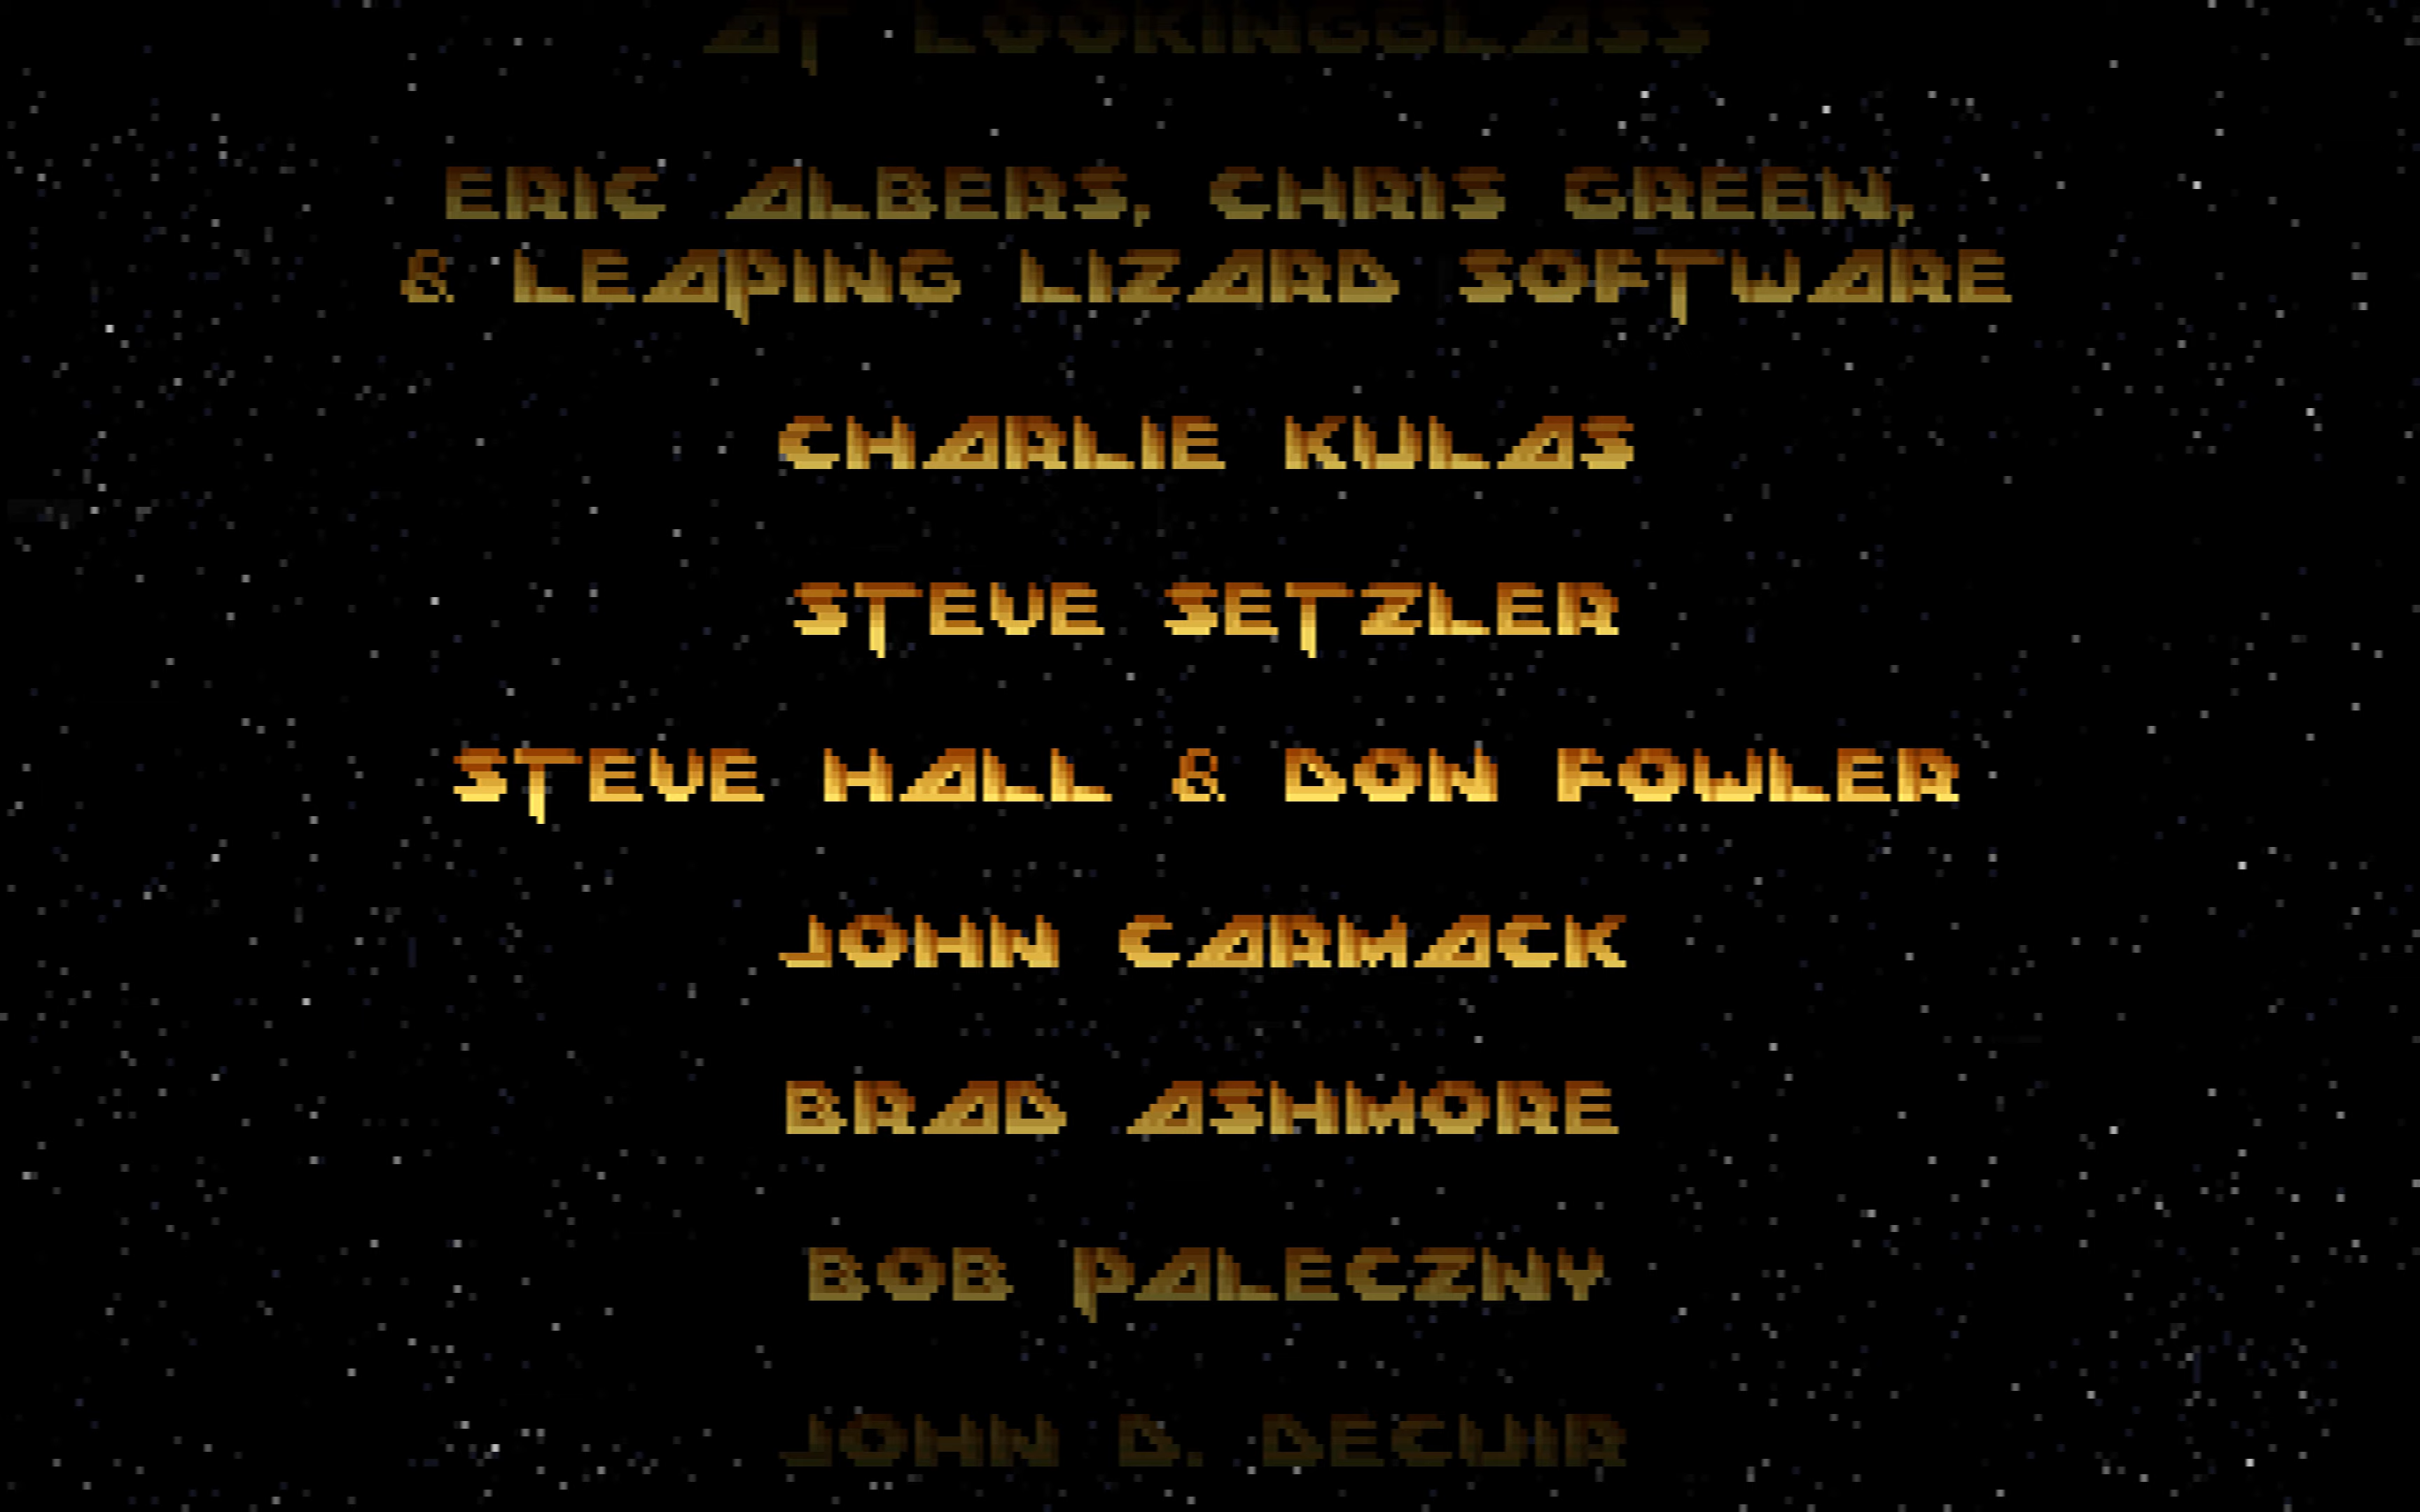 AT LOOKINGGLASS
ERIC ALBERS, CHRIS GREEN,
& LEAPING LIZARD SOFTWARE
CHARLIE KULAS
STEVE SETZLER
STEVE HALL & DON FOWLER
JOHN CARMACK
BRAD ASHMORE
BOB PALECZNY
JOHN D. DECUIR